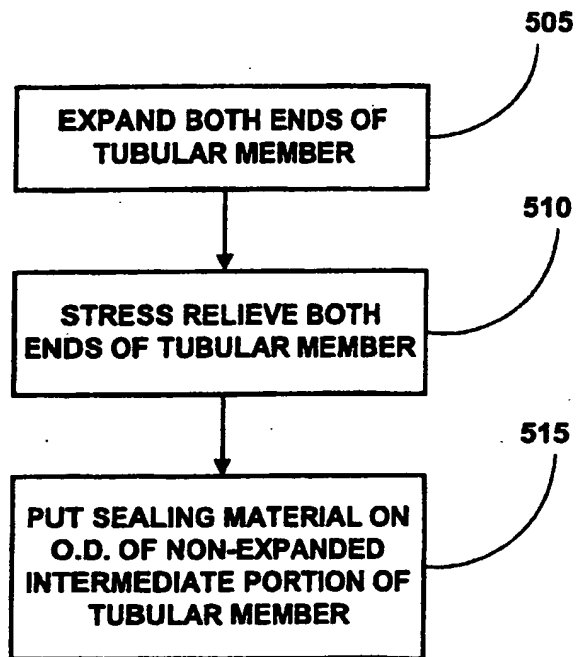 505
EXPAND BOTH ENDS OF
TUBULAR MEMBER
510
STRESS RELIEVE BOTH
ENDS OF TUBULAR MEMBER
515
PUT SEALING MATERIAL ON
O.D. OF NON-EXPANDED
INTERMEDIATE PORTION OF
TUBULAR MEMBER